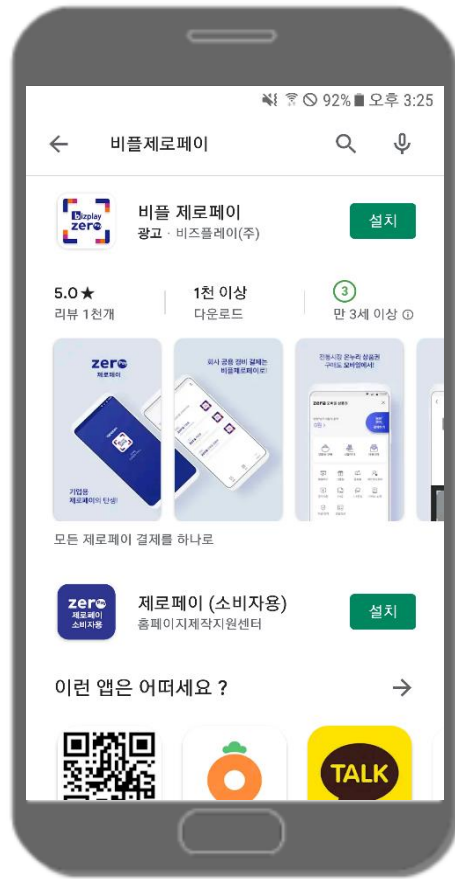 92% 오후 3:25
비플제로페이
bizplay
zero
pay
비플 제로페이
광고 · 비즈플레이(주)
설치
5.0★
리뷰 1천개
1천 이상
다운로드
3
만 3세 이상
zero
제로페이
기업용
제로페이의 탄생!
회사 공용 경비 결제는
비플제로페이로!
전통시장 온누리 상품권
구매도 모바일에서!
모든 제로페이 결제를 하나로
zero
제로페이
소비자용
제로페이 (소비자용)
홈페이지제작지원센터
설치
이런 앱은 어떠세요 ?
TALK